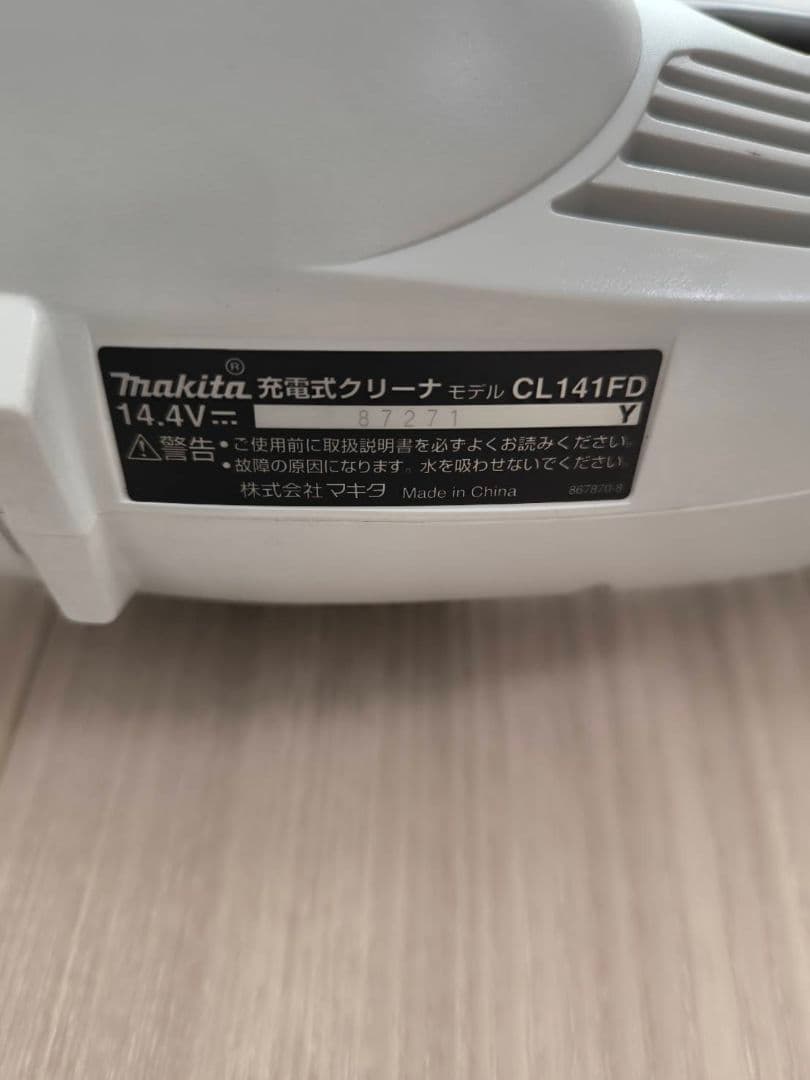 makita® 充電式クリーナ モデル CL141FD
14.4V⎓ 87271 Y
⚠警告 •ご使用前に取扱説明書を必ずよくお読みください。
•故障の原因になります。水を吸わせないでください。
株式会社マキタ Made in China 867870-8